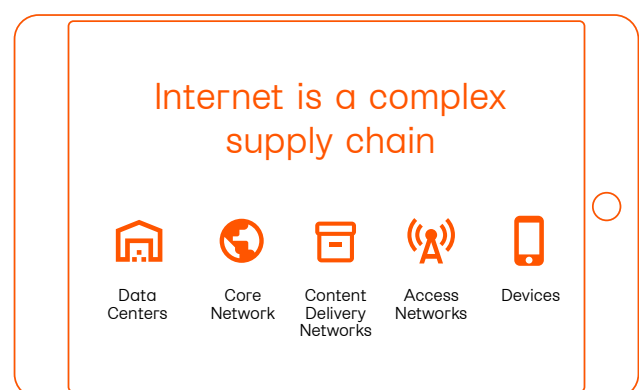 Internet is a complex
supply chain
Data
Centers
Core
Network
Content
Delivery
Networks
Access
Networks
Devices